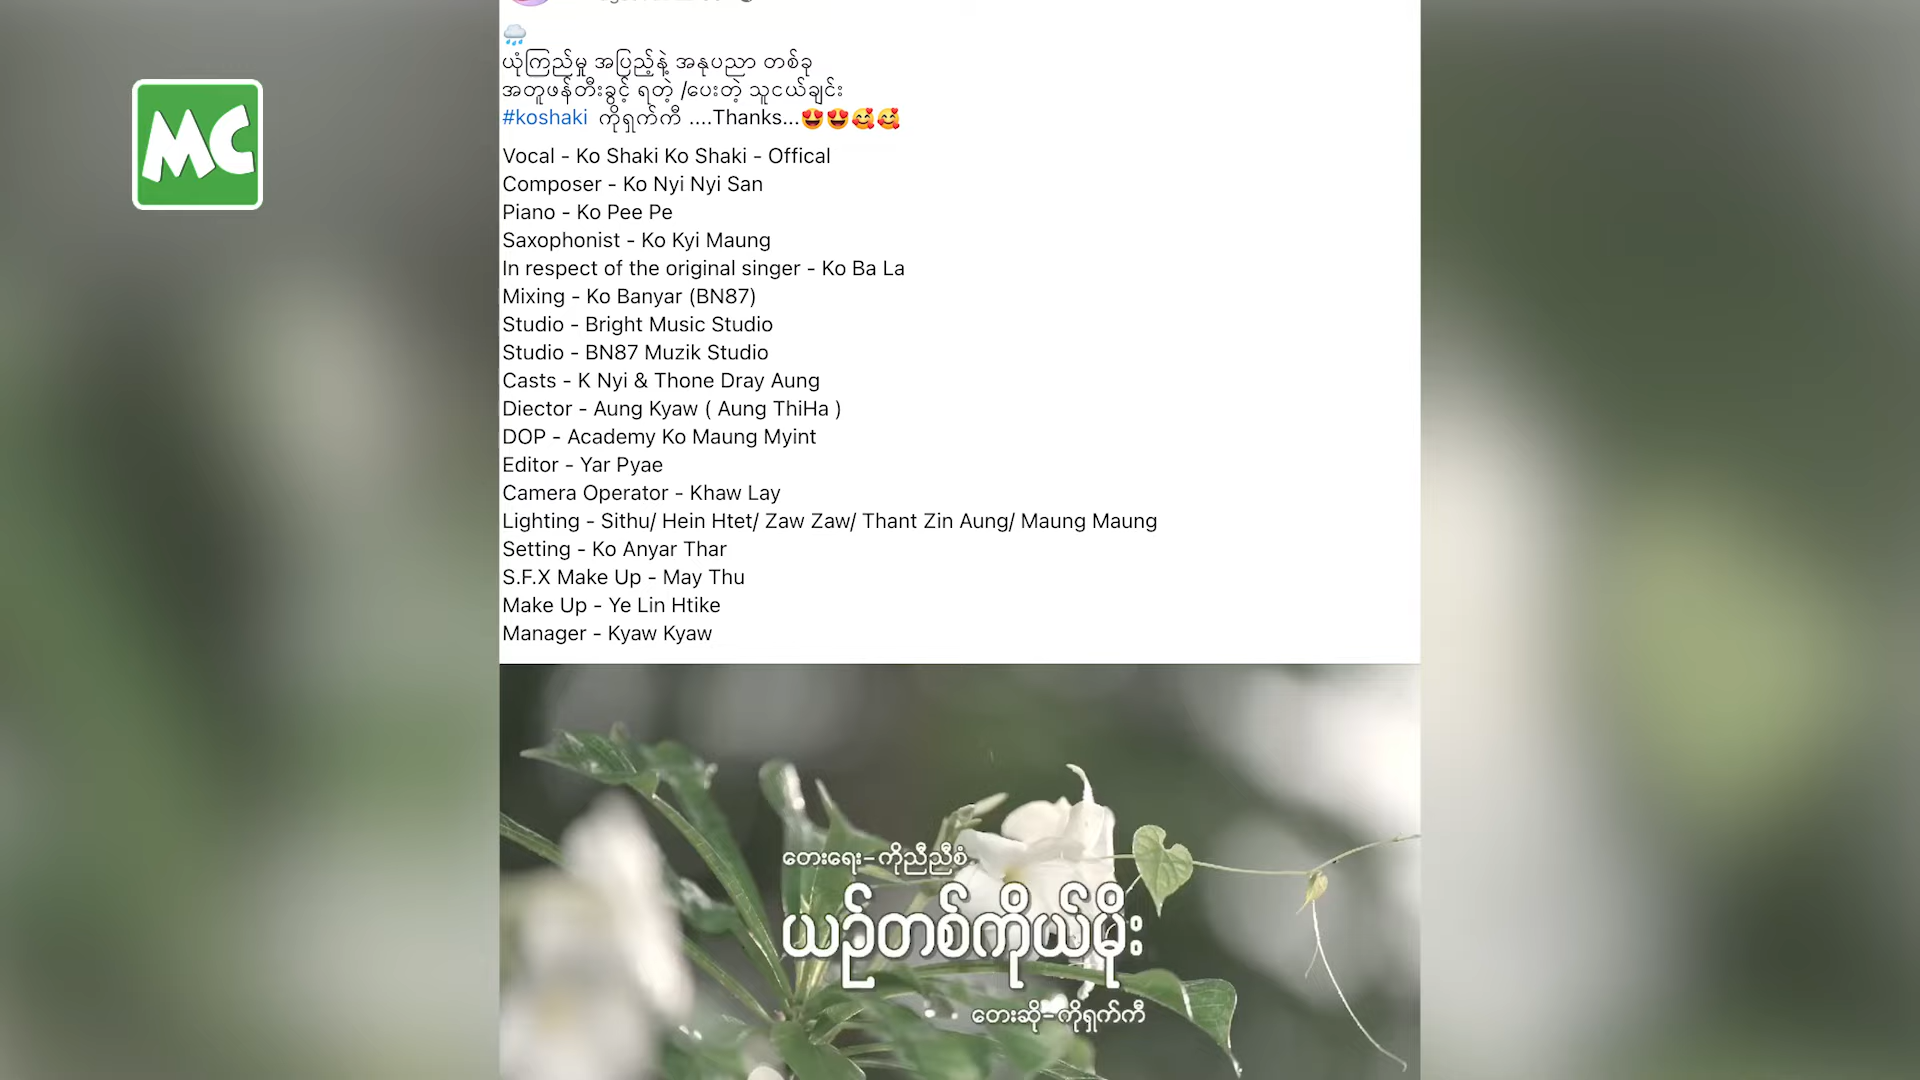 MC
ယုံကြည်မှု အပြည့်နဲ့ အနုပညာ တစ်ခု
အတူဖန်တီးခွင့် ရတဲ့ /ပေးတဲ့ သူငယ်ချင်း
#koshaki ကိုရှက်ကီ ....Thanks...😍😍🥰🥰
Vocal - Ko Shaki Ko Shaki - Offical
Composer - Ko Nyi Nyi San
Piano - Ko Pee Pe
Saxophonist - Ko Kyi Maung
In respect of the original singer - Ko Ba La
Mixing - Ko Banyar (BN87)
Studio - Bright Music Studio
Studio - BN87 Muzik Studio
Casts - K Nyi & Thone Dray Aung
Diector - Aung Kyaw ( Aung ThiHa )
DOP - Academy Ko Maung Myint
Editor - Yar Pyae
Camera Operator - Khaw Lay
Lighting - Sithu/ Hein Htet/ Zaw Zaw/ Thant Zin Aung/ Maung Maung
Setting - Ko Anyar Thar
S.F.X Make Up - May Thu
Make Up - Ye Lin Htike
Manager - Kyaw Kyaw
တေးရေး-ကိုညီညီစံ
ယဉ်တစ်ကိုယ်မိုး
တေးဆို-ကိုရှက်ကီ